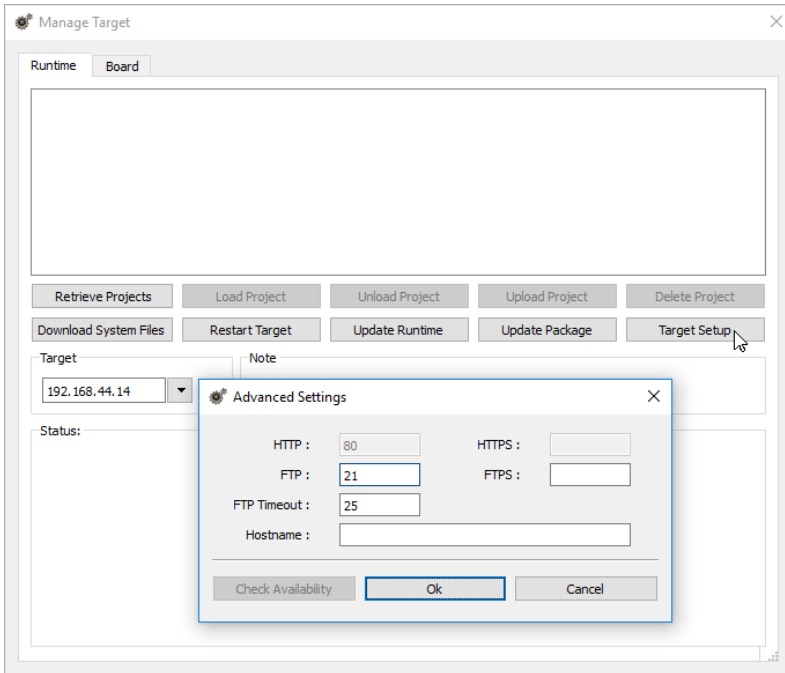 Manage Target
Runtime Board
Retrieve Projects Load Project Unload Project Upload Project Delete Project
Download System Files Restart Target Update Runtime Update Package Target Setup
Target Note
192.168.44.14
Advanced Settings
Status:
HTTP : 80 HTTPS :
FTP : 21 FTPS :
FTP Timeout : 25
Hostname :
Check Availability Ok Cancel